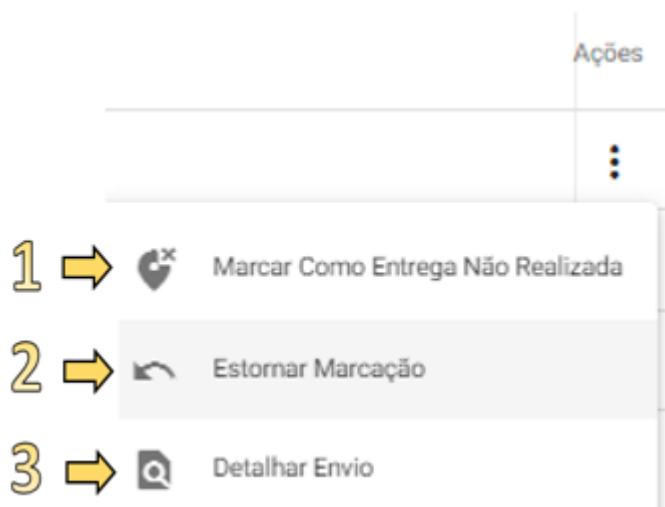 Ações
1 Marcar Como Entrega Não Realizada
2 Estornar Marcação
3 Detalhar Envio